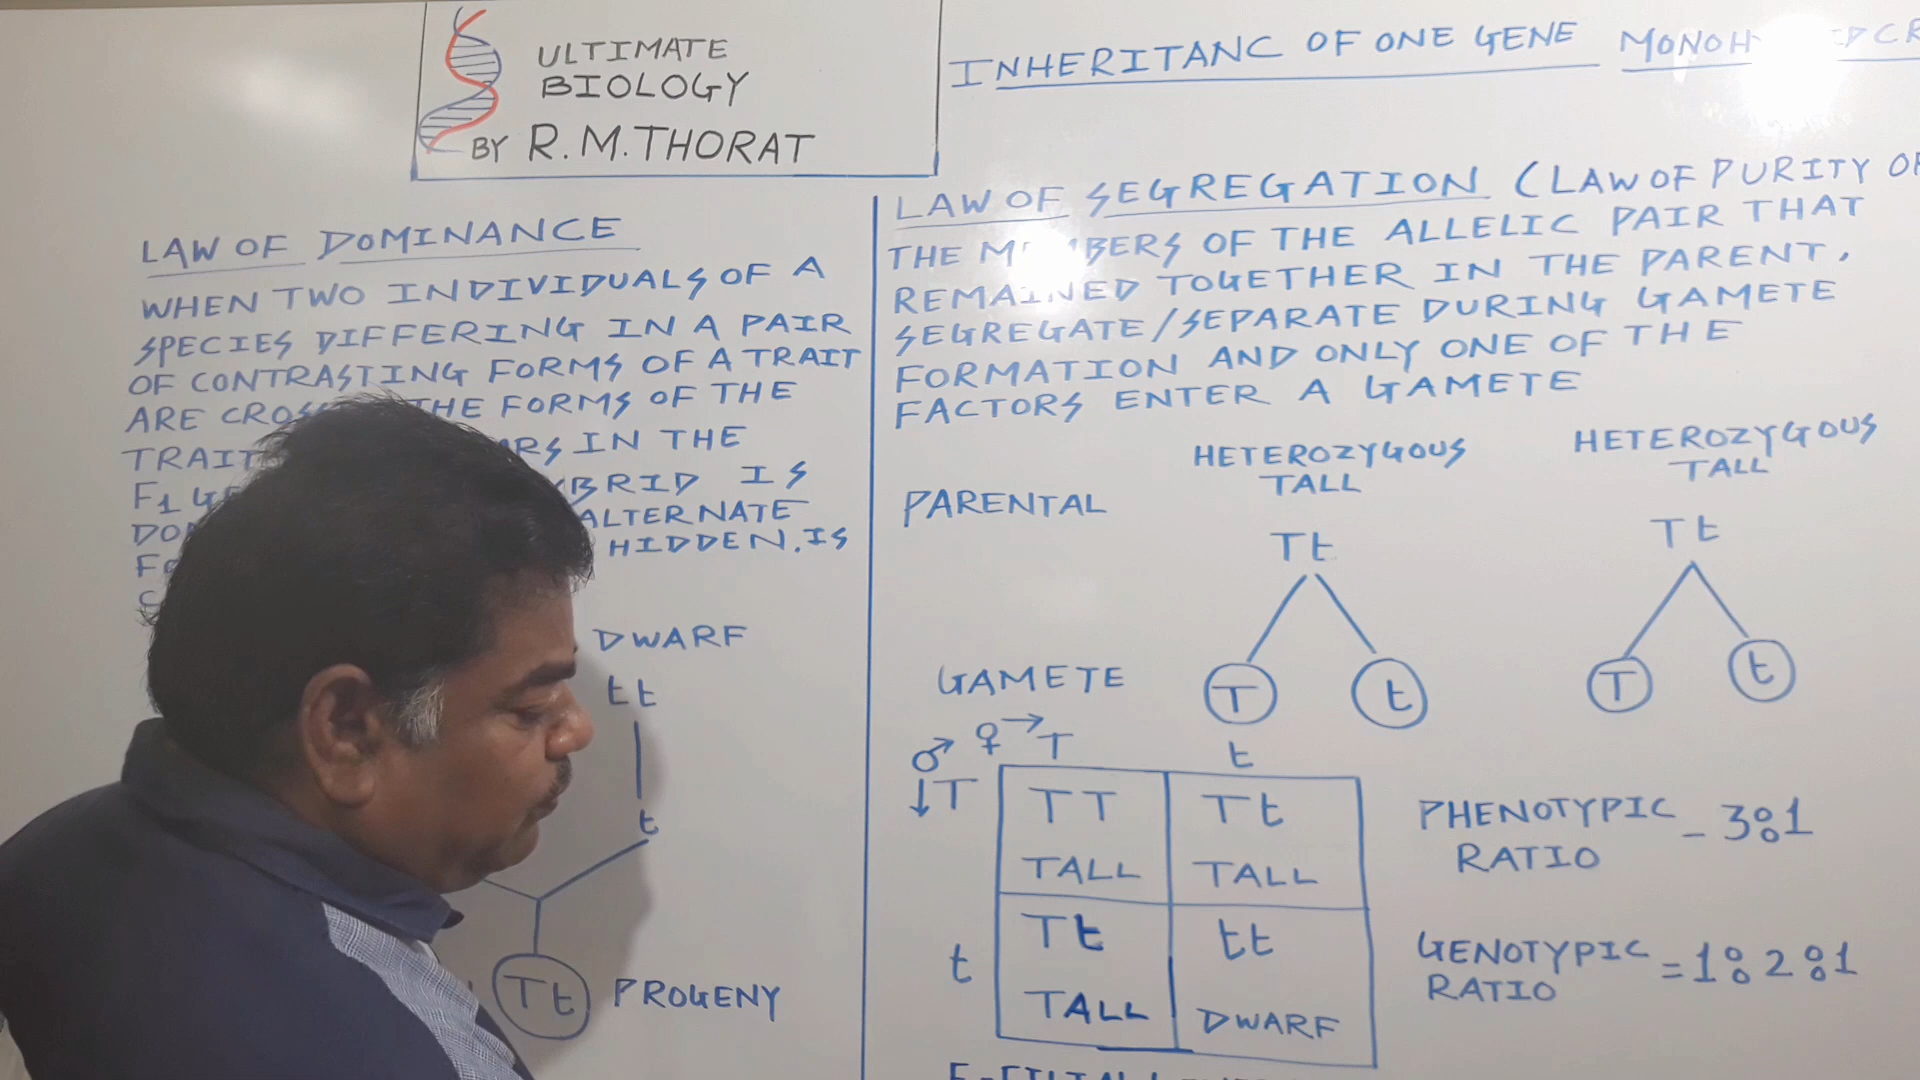 ULTIMATE
BIOLOGY
BY R.M.THORAT
INHERITANC OF ONE GENE
LAW OF DOMINANCE
WHEN TWO INDIVIDUALS OF A
SPECIES DIFFERING IN A PAIR
OF CONTRASTING FORMS OF A TRAIT
ARE THE FORMS OF THE
TRAIT IN THE
F1 IS
ALTERNATE
HIDDEN. IS
DWARF
tt
t
Tt PROGENY
LAW OF SEGREGATION (LAW OF PURITY OF
THE MEMBERS OF THE ALLELIC PAIR THAT
REMAINED TOGETHER IN THE PARENT,
SEGREGATE/SEPARATE DURING GAMETE
FORMATION AND ONLY ONE OF THE
FACTORS ENTER A GAMETE
HETEROZYGOUS HETEROZYGOUS
TALL TALL
PARENTAL
Tt Tt
GAMETE T t T t
♂ ♀ → T t
↓ T TT Tt
TALL TALL
t Tt tt
TALL DWARF
PHENOTYPIC - 3:1
RATIO
GENOTYPIC = 1:2:1
RATIO